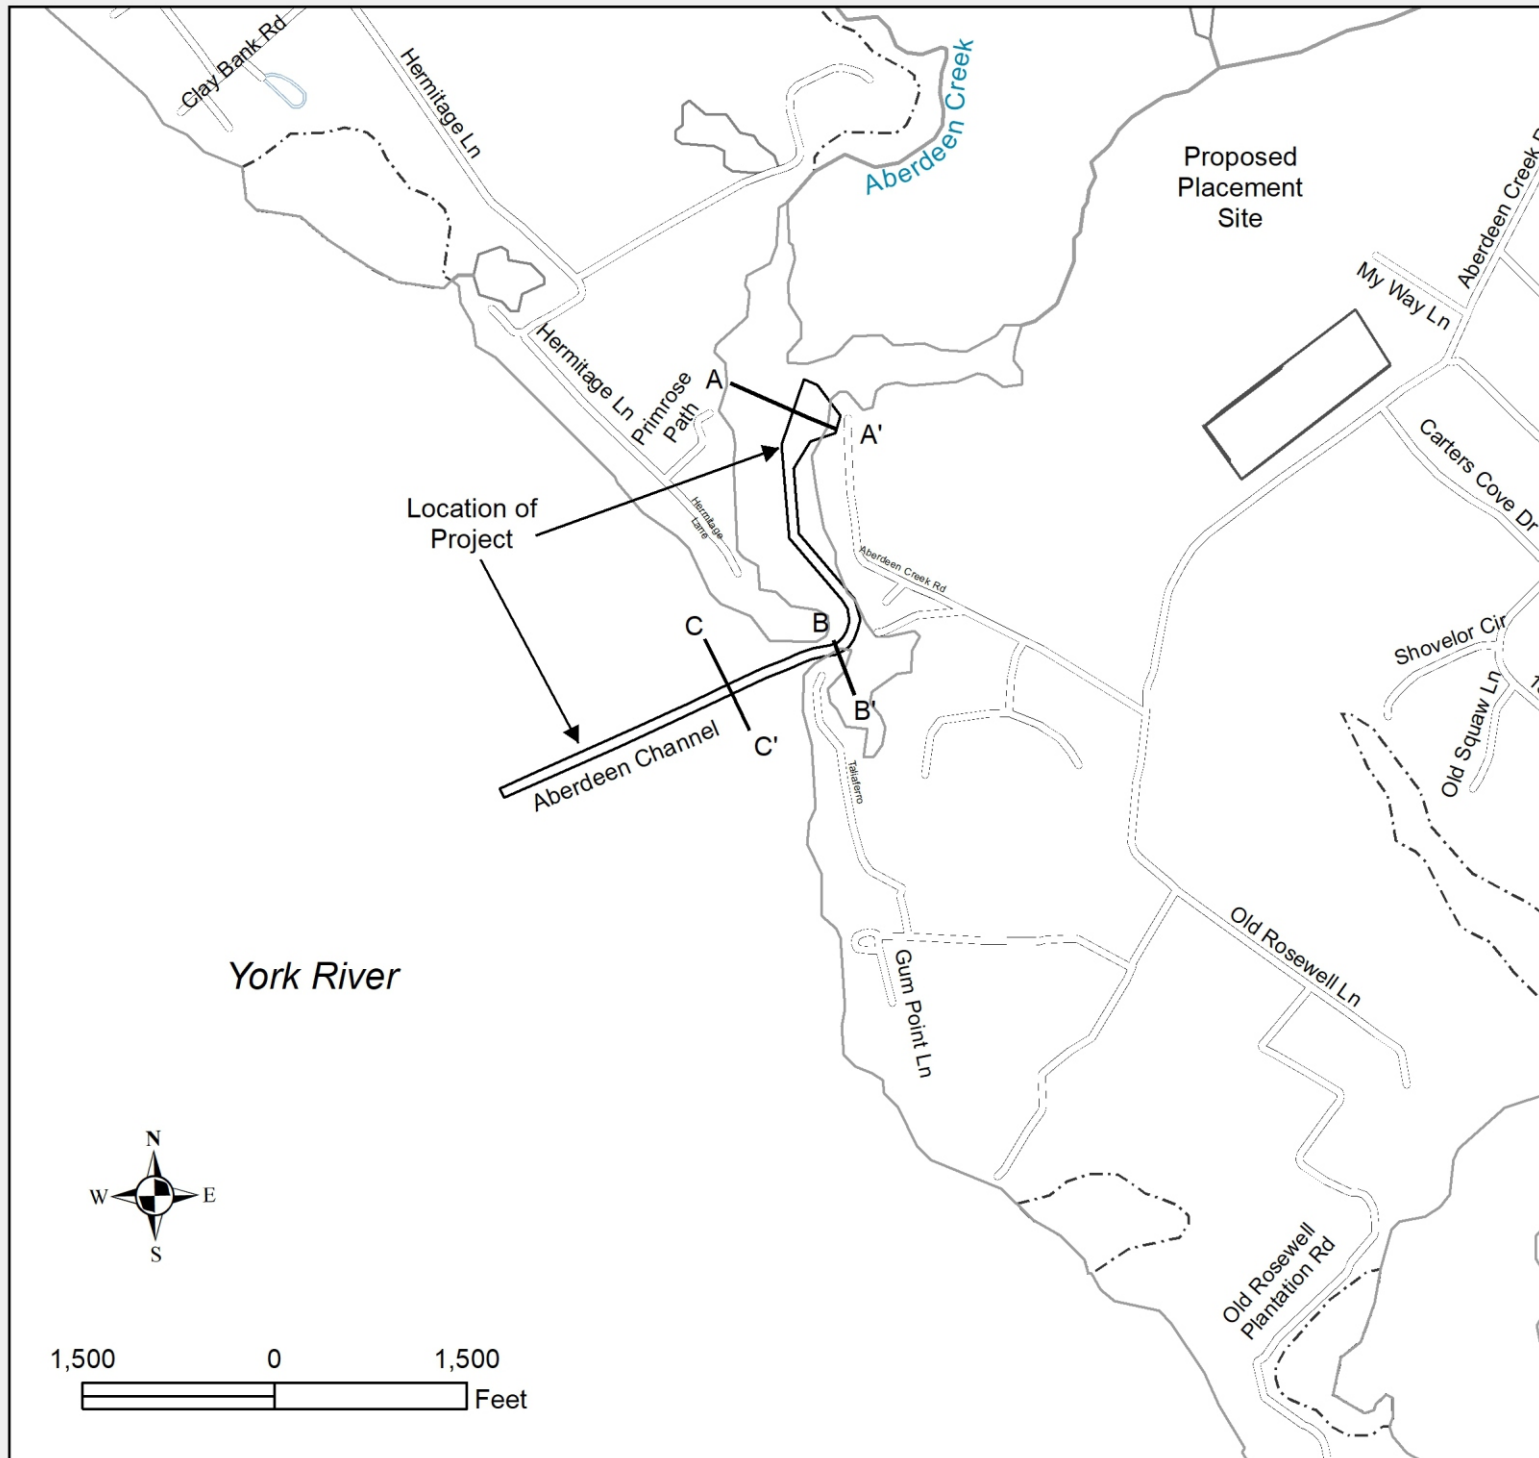 Clay Bank Rd
Hermitage Ln
Aberdeen Creek
Proposed
Placement
Site
Aberdeen Creek
My Way Ln
Hermitage Ln
Primrose
Path
A
A'
Carters Cove Dr
Location of
Project
Hermitage
Lane
Aberdeen Creek Rd
B
C
Shovelor Cir
B'
C'
Old Squaw Ln
Aberdeen Channel
Taliaferro
Old Rosewell Ln
York River
Gum Point Ln
N
W
E
S
Old Rosewell
Plantation Rd
1,500
0
1,500
Feet